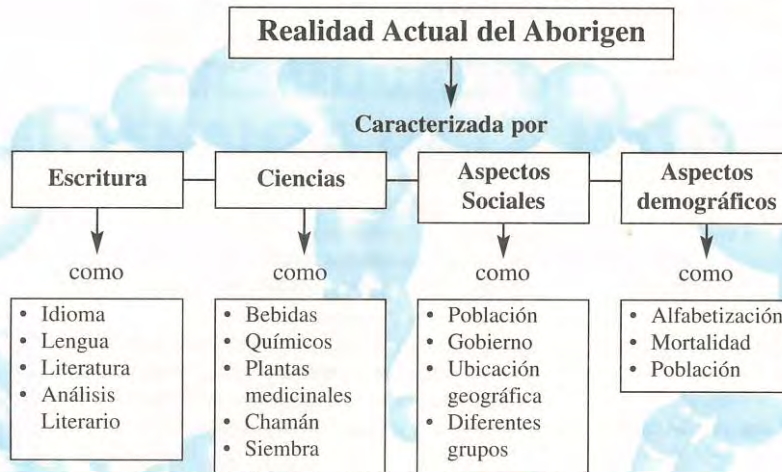 Realidad Actual del Aborigen
Caracterizada por
Escritura
Ciencias
Aspectos
Sociales
Aspectos
demográficos
como
como
como
como
• Idioma
• Lengua
• Literatura
• Análisis
Literario
• Bebidas
• Químicos
• Plantas
medicinales
• Chamán
• Siembra
• Población
• Gobierno
• Ubicación
geográfica
• Diferentes
grupos
• Alfabetización
• Mortalidad
• Población